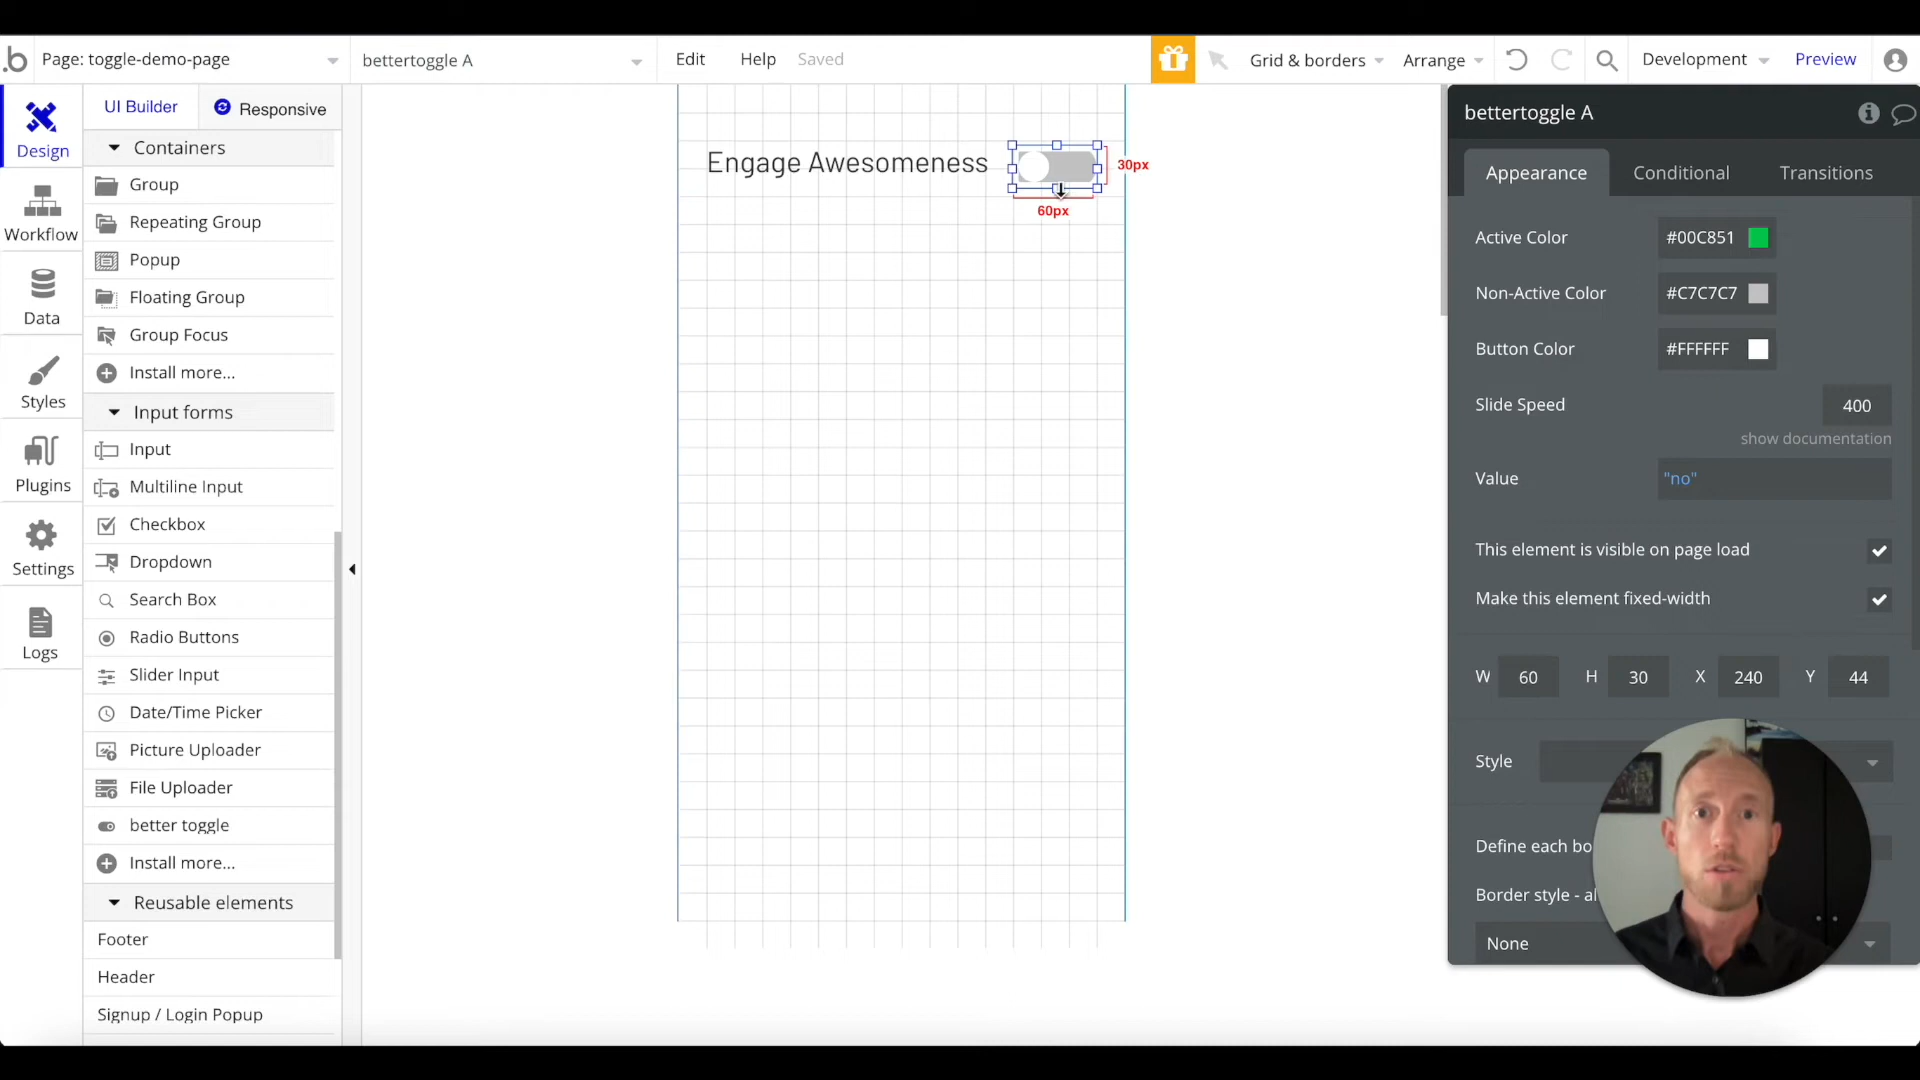 b
Page: toggle-demo-page
bettertoggle A
Edit
Help
Saved
Grid & borders
Arrange
Development
Preview
Design
Workflow
Data
Styles
Plugins
Settings
Logs
UI Builder
Responsive
Containers
Group
Repeating Group
Popup
Floating Group
Group Focus
Install more...
Input forms
Input
Multiline Input
Checkbox
Dropdown
Search Box
Radio Buttons
Slider Input
Date/Time Picker
Picture Uploader
File Uploader
better toggle
Install more...
Reusable elements
Footer
Header
Signup / Login Popup
Engage Awesomeness
30px
60px
bettertoggle A
Appearance
Conditional
Transitions
Active Color #00C851
Non-Active Color #C7C7C7
Button Color #FFFFFF
Slide Speed 400
show documentation
Value "no"
This element is visible on page load
Make this element fixed-width
W 60 H 30 X 240 Y 44
Style
Define each bo
Border style - al
None